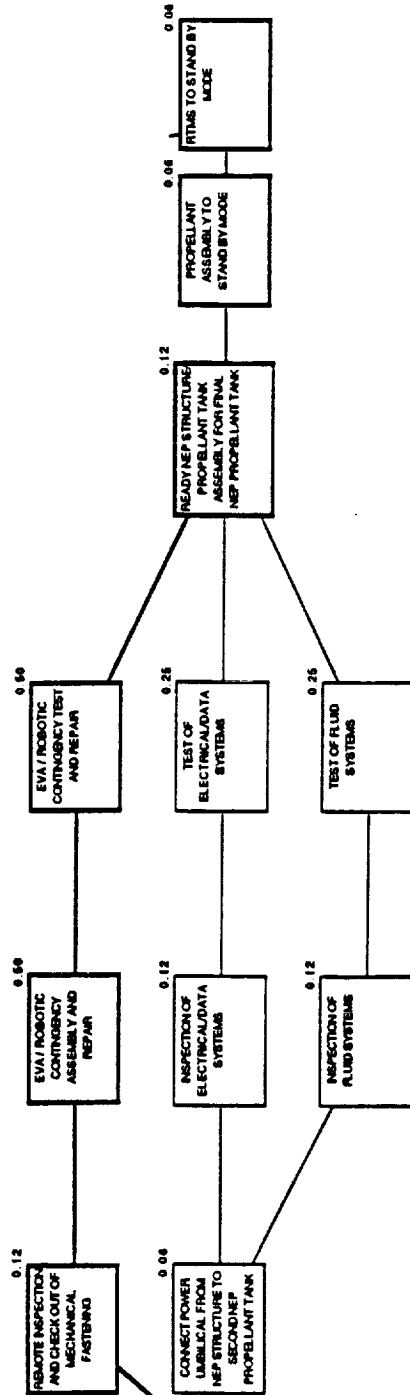 0.12
REMOTE INSPECTION
AND CHECK OUT OF
MECHANICAL
FASTENING
0.50
EVA / ROBOTIC
CONTINGENCY
ASSEMBLY AND
REPAIR
0.50
EVA / ROBOTIC
CONTINGENCY TEST
AND REPAIR
0.06
CONNECT POWER
UMBILICAL FROM
NEP STRUCTURE TO
SECOND NEP
PROPELLANT TANK
0.12
INSPECTION OF
ELECTRICAL/DATA
SYSTEMS
0.25
TEST OF
ELECTRICAL/DATA
SYSTEMS
0.12
INSPECTION OF
FLUID SYSTEMS
0.25
TEST OF FLUID
SYSTEMS
0.12
READY NEP STRUCTURE/
PROPELLANT TANK
ASSEMBLY FOR FINAL
NEP PROPELLANT TANK
0.06
PROPELLANT
ASSEMBLY TO
STAND BY MODE
0.06
RTMS TO STAND BY
MODE